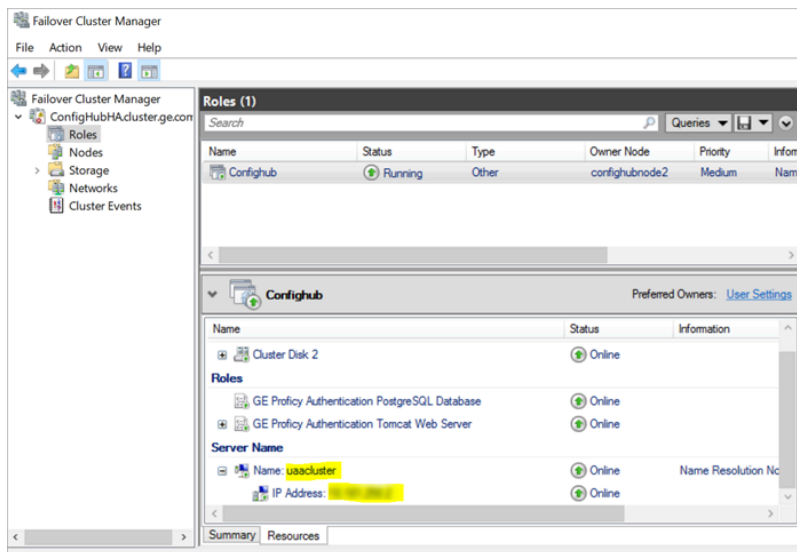 Failover Cluster Manager
File Action View Help
Failover Cluster Manager
ConfigHubHA.cluster.ge.com
Roles
Nodes
Storage
Networks
Cluster Events
Roles (1)
Search Queries
Name Status Type Owner Node Priority Inform
Confighub Running Other confighubnode2 Medium Nam
Confighub Preferred Owners: User Settings
Name Status Information
Cluster Disk 2 Online
Roles
GE Proficy Authentication PostgreSQL Database Online
GE Proficy Authentication Tomcat Web Server Online
Server Name
Name: uaacluster Online Name Resolution No
IP Address: Online
Summary Resources